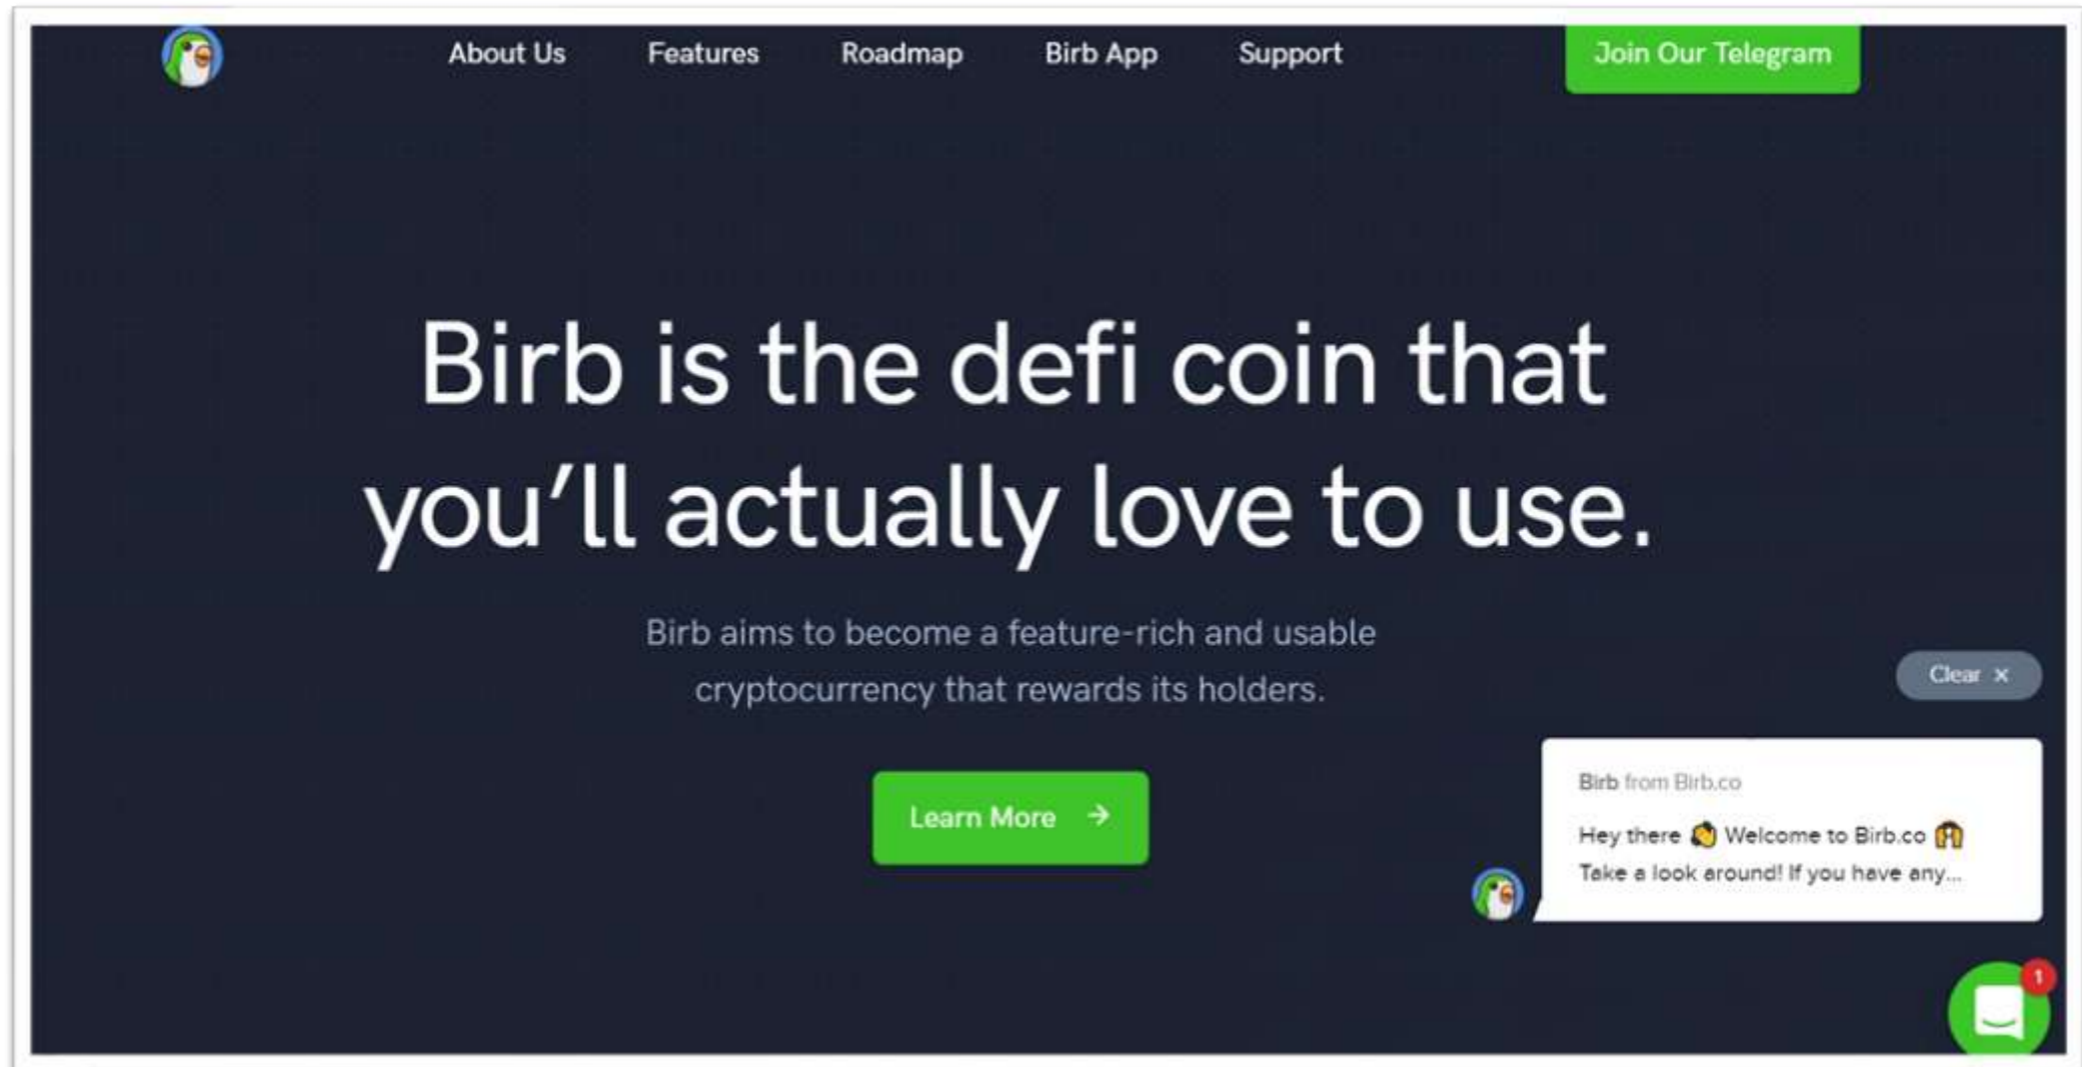 About Us Features Roadmap Birb App Support Join Our Telegram
Birb is the defi coin that
you’ll actually love to use.
Birb aims to become a feature-rich and usable
cryptocurrency that rewards its holders.
Learn More →
Clear ×
Birb from Birb.co
Hey there 👋 Welcome to Birb.co 🙌
Take a look around! If you have any...
1